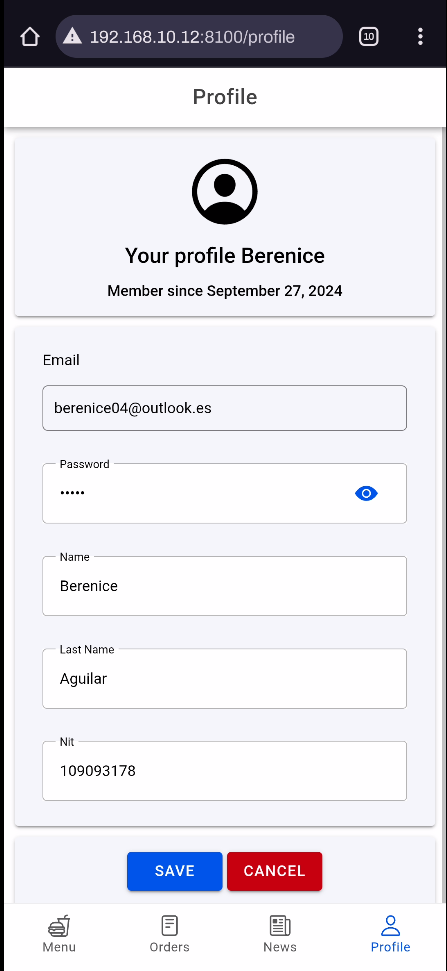 192.168.10.12:8100/profile
10
Profile
Your profile Berenice
Member since September 27, 2024
Email
berenice04@outlook.es
Password
•••••
Name
Berenice
Last Name
Aguilar
Nit
109093178
SAVE CANCEL
Menu Orders News Profile